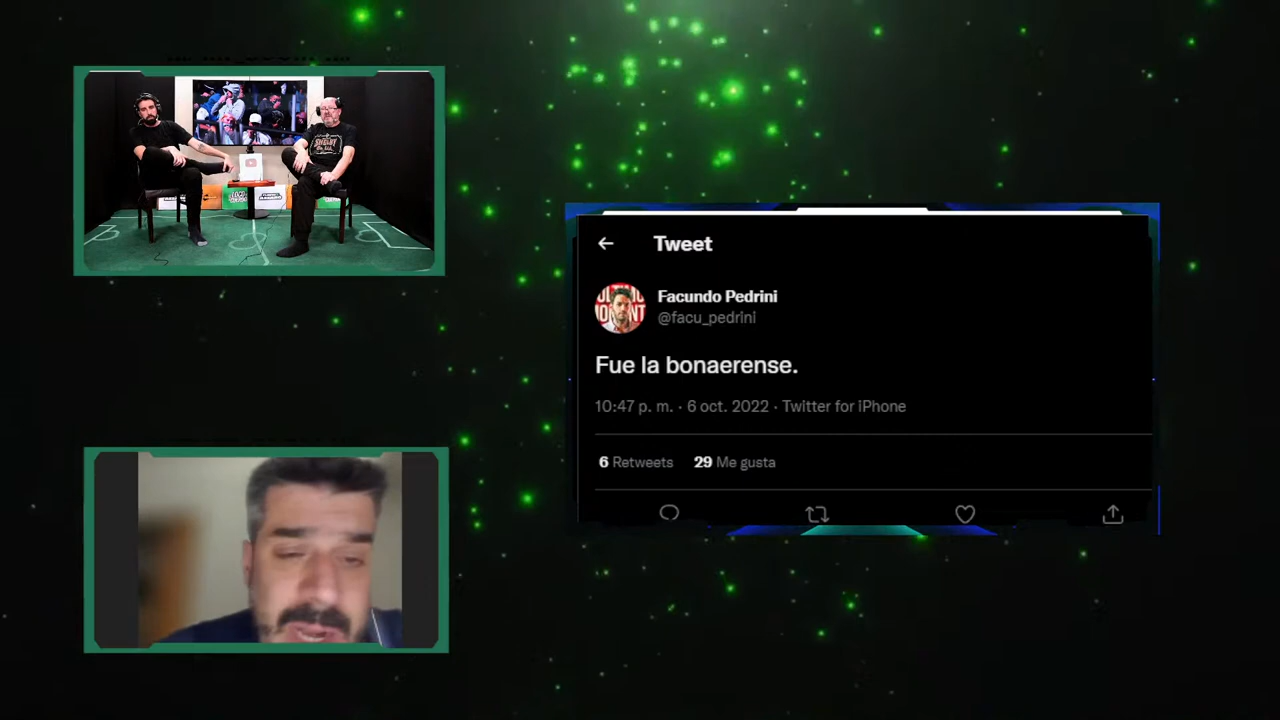 Tweet
Facundo Pedrini
@facu_pedrini
Fue la bonaerense.
10:47 p. m. · 6 oct. 2022 · Twitter for iPhone
6 Retweets 29 Me gusta